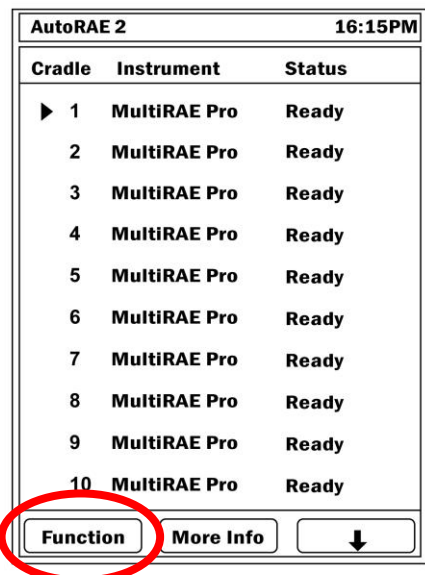 AutoRAE 2 16:15PM
Cradle Instrument Status
1 MultiRAE Pro Ready
2 MultiRAE Pro Ready
3 MultiRAE Pro Ready
4 MultiRAE Pro Ready
5 MultiRAE Pro Ready
6 MultiRAE Pro Ready
7 MultiRAE Pro Ready
8 MultiRAE Pro Ready
9 MultiRAE Pro Ready
10 MultiRAE Pro Ready
Function More Info